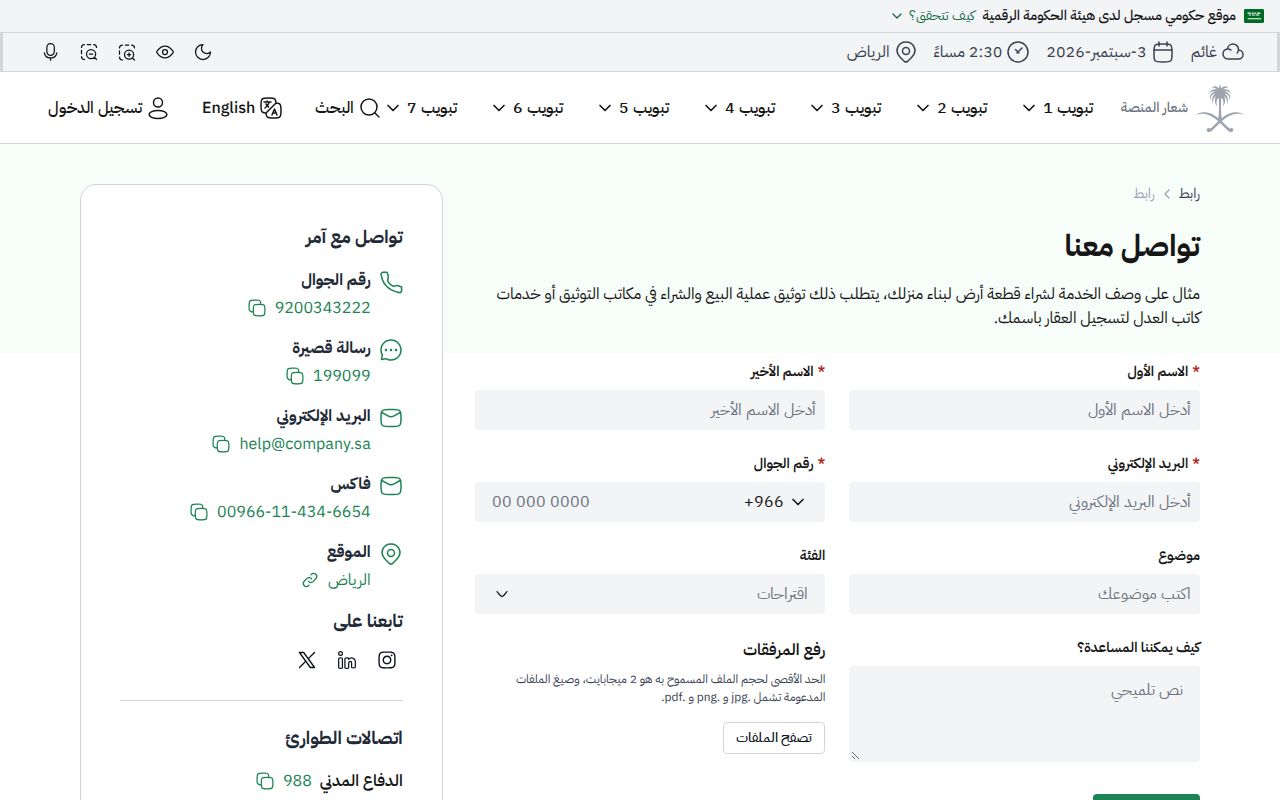 موقع حكومي مسجل لدى هيئة الحكومة الرقمية كيف تتحقق؟
غائم 3-سبتمبر-2026 2:30 مساءً الرياض
شعار المنصة تبويب 1 تبويب 2 تبويب 3 تبويب 4 تبويب 5 تبويب 6 تبويب 7 البحث English تسجيل الدخول
رابط رابط
تواصل معنا
مثال على وصف الخدمة لشراء قطعة أرض لبناء منزلك، يتطلب ذلك توثيق عملية البيع والشراء في مكاتب التوثيق أو خدمات
كاتب العدل لتسجيل العقار باسمك.
* الاسم الأول
أدخل الاسم الأول
* الاسم الأخير
أدخل الاسم الأخير
* البريد الإلكتروني
أدخل البريد الإلكتروني
* رقم الجوال
+966 00 000 0000
موضوع
اكتب موضوعك
الفئة
اقتراحات
كيف يمكننا المساعدة؟
نص تلميحي
رفع المرفقات
الحد الأقصى لحجم الملف المسموح به هو 2 ميجابايت، وصيغ الملفات
المدعومة تشمل .jpg و .png و .pdf.
تصفح الملفات
تواصل مع آمر
رقم الجوال
9200343222
رسالة قصيرة
199099
البريد الإلكتروني
help@company.sa
فاكس
00966-11-434-6654
الموقع
الرياض
تابعنا على
اتصالات الطوارئ
الدفاع المدني 988